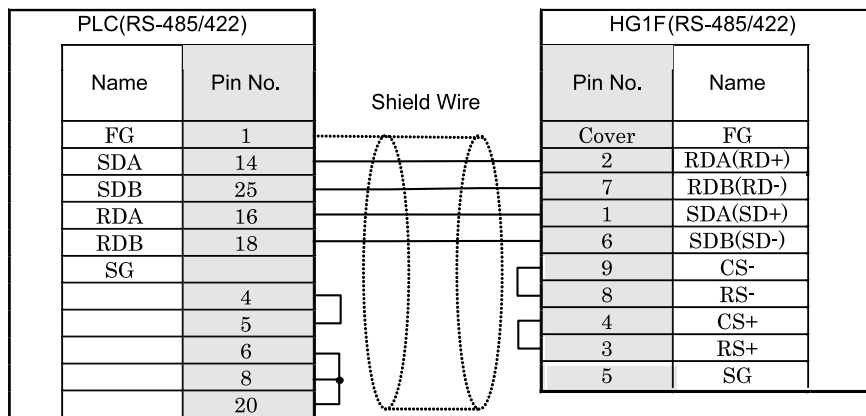 PLC(RS-485/422)
HG1F(RS-485/422)
Name Pin No.
Shield Wire
Pin No. Name
FG 1 Cover FG
SDA 14 2 RDA(RD+)
SDB 25 7 RDB(RD-)
RDA 16 1 SDA(SD+)
RDB 18 6 SDB(SD-)
SG 9 CS-
4 8 RS-
5 4 CS+
6 3 RS+
8 5 SG
20